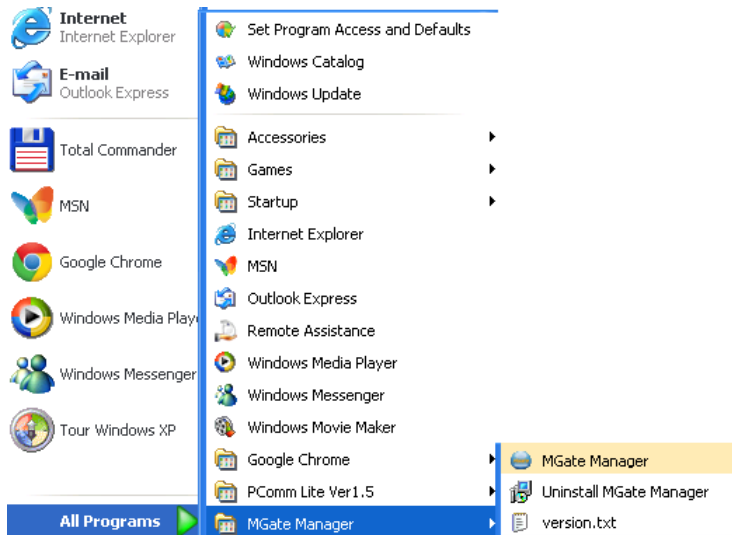 Internet
Internet Explorer
E-mail
Outlook Express
Total Commander
MSN
Google Chrome
Windows Media Play
Windows Messenger
Tour Windows XP
All Programs
Set Program Access and Defaults
Windows Catalog
Windows Update
Accessories
Games
Startup
Internet Explorer
MSN
Outlook Express
Remote Assistance
Windows Media Player
Windows Messenger
Windows Movie Maker
Google Chrome
PComm Lite Ver1.5
MGate Manager
MGate Manager
Uninstall MGate Manager
version.txt